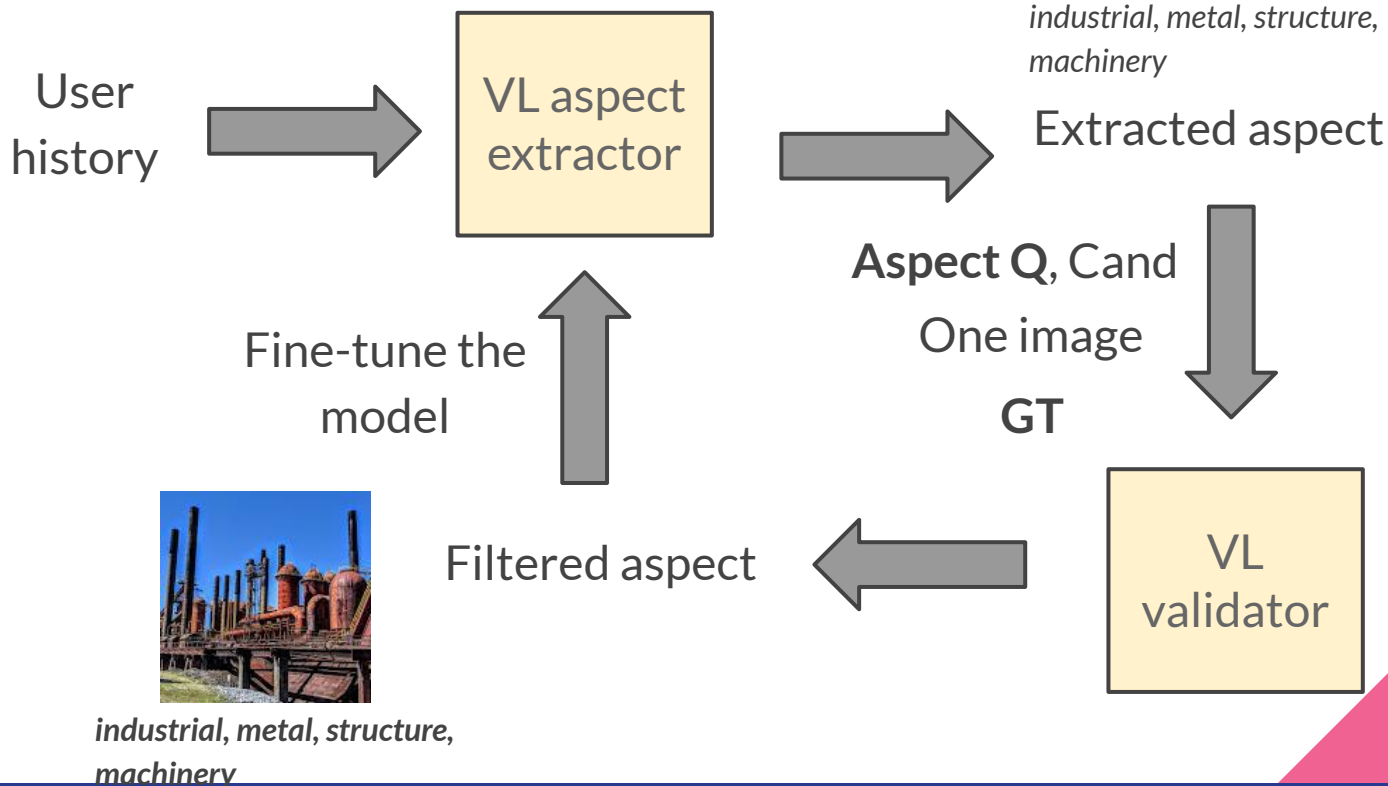 industrial, metal, structure,
machinery
User
history
VL aspect
extractor
Extracted aspect
Aspect Q, Cand
One image
GT
Fine-tune the
model
Filtered aspect
VL
validator
industrial, metal, structure,
machinery